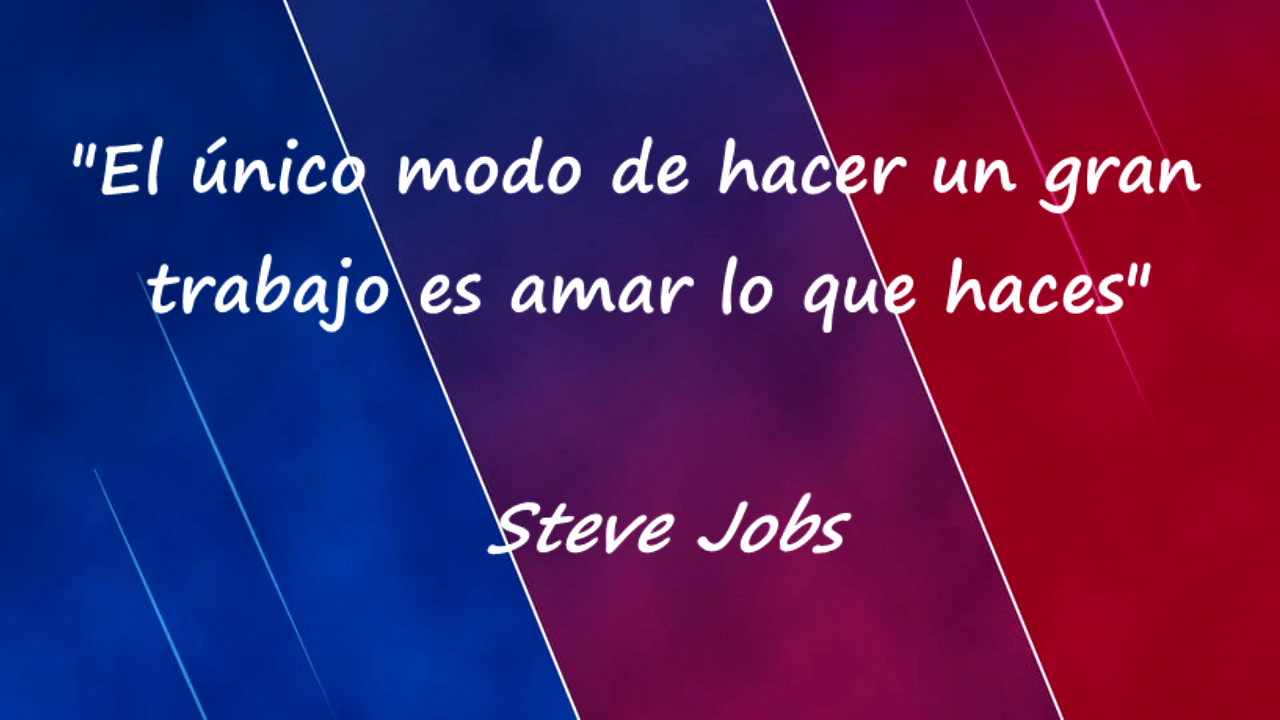 "El único modo de hacer un gran
trabajo es amar lo que haces"
Steve Jobs